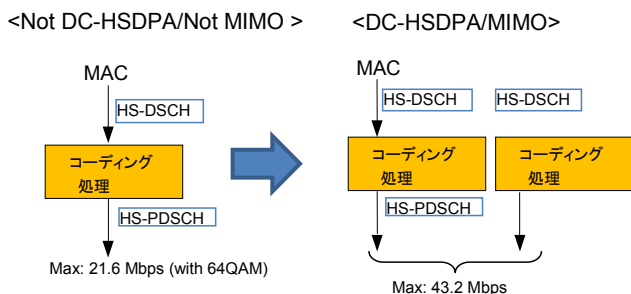 <Not DC-HSDPA/Not MIMO >
MAC
HS-DSCH
コーディング
処理
HS-PDSCH
Max: 21.6 Mbps (with 64QAM)
<DC-HSDPA/MIMO>
MAC
HS-DSCH
HS-DSCH
コーディング
処理
コーディング
処理
HS-PDSCH
Max: 43.2 Mbps